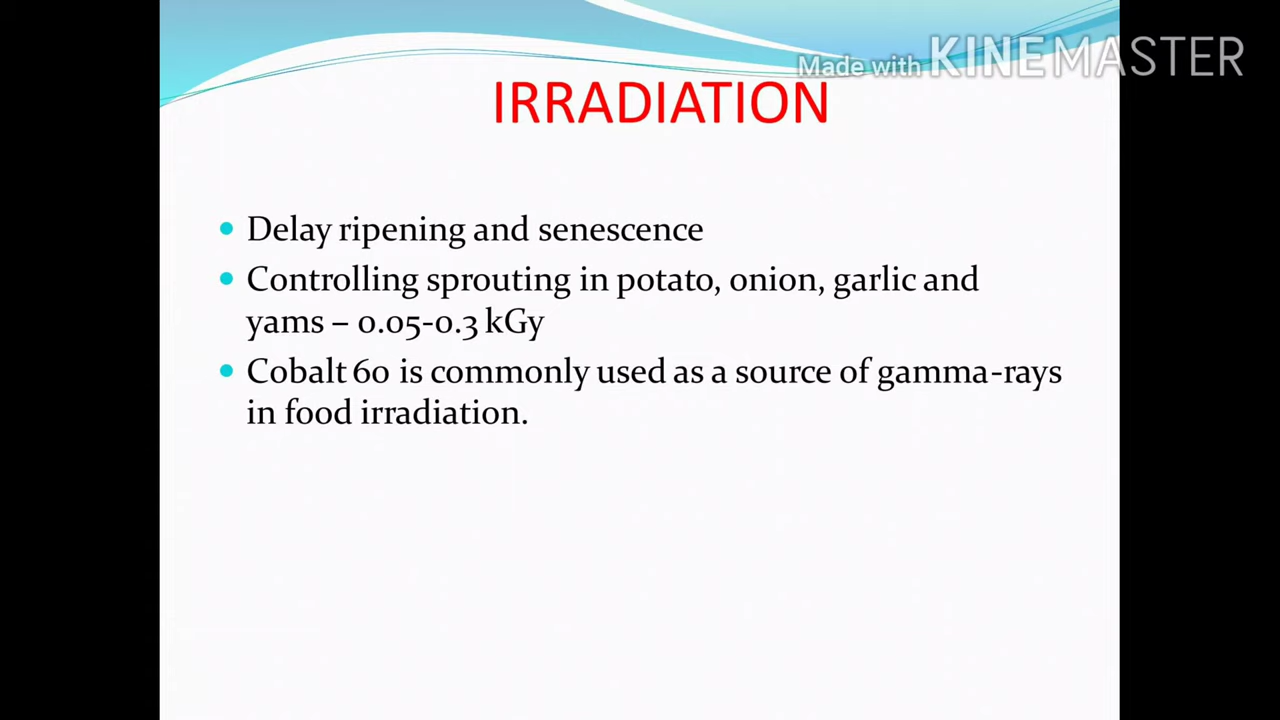 Made with KINEMASTER
IRRADIATION
• Delay ripening and senescence
• Controlling sprouting in potato, onion, garlic and
yams – 0.05-0.3 kGy
• Cobalt 60 is commonly used as a source of gamma-rays
in food irradiation.